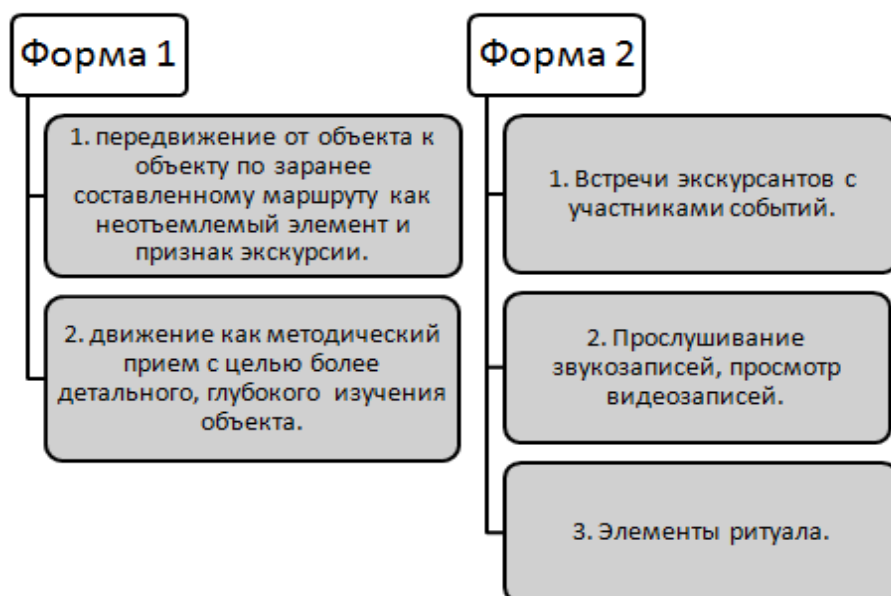 Форма 1
1. передвижение от объекта к
объекту по заранее
составленному маршруту как
неотъемлемый элемент и
признак экскурсии.
2. движение как методический
прием с целью более
детального, глубокого изучения
объекта.
Форма 2
1. Встречи экскурсантов с
участниками событий.
2. Прослушивание
звукозаписей, просмотр
видеозаписей.
3. Элементы ритуала.